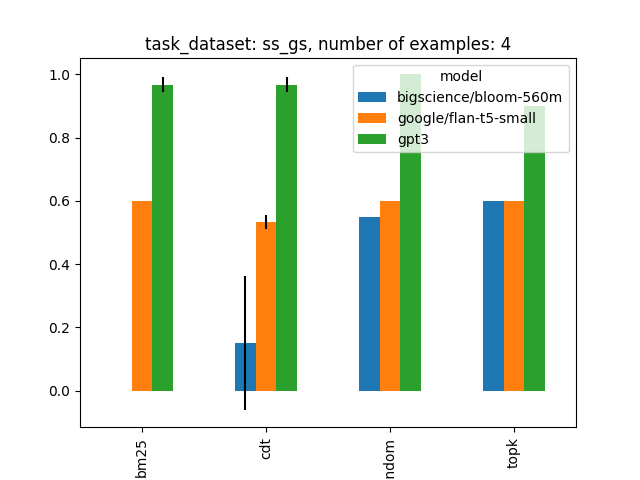 task_dataset: ss_gs, number of examples: 4
model
bigscience/bloom-560m
google/flan-t5-small
gpt3
1.0
0.8
0.6
0.4
0.2
0.0
bm25
cdt
ndom
topk